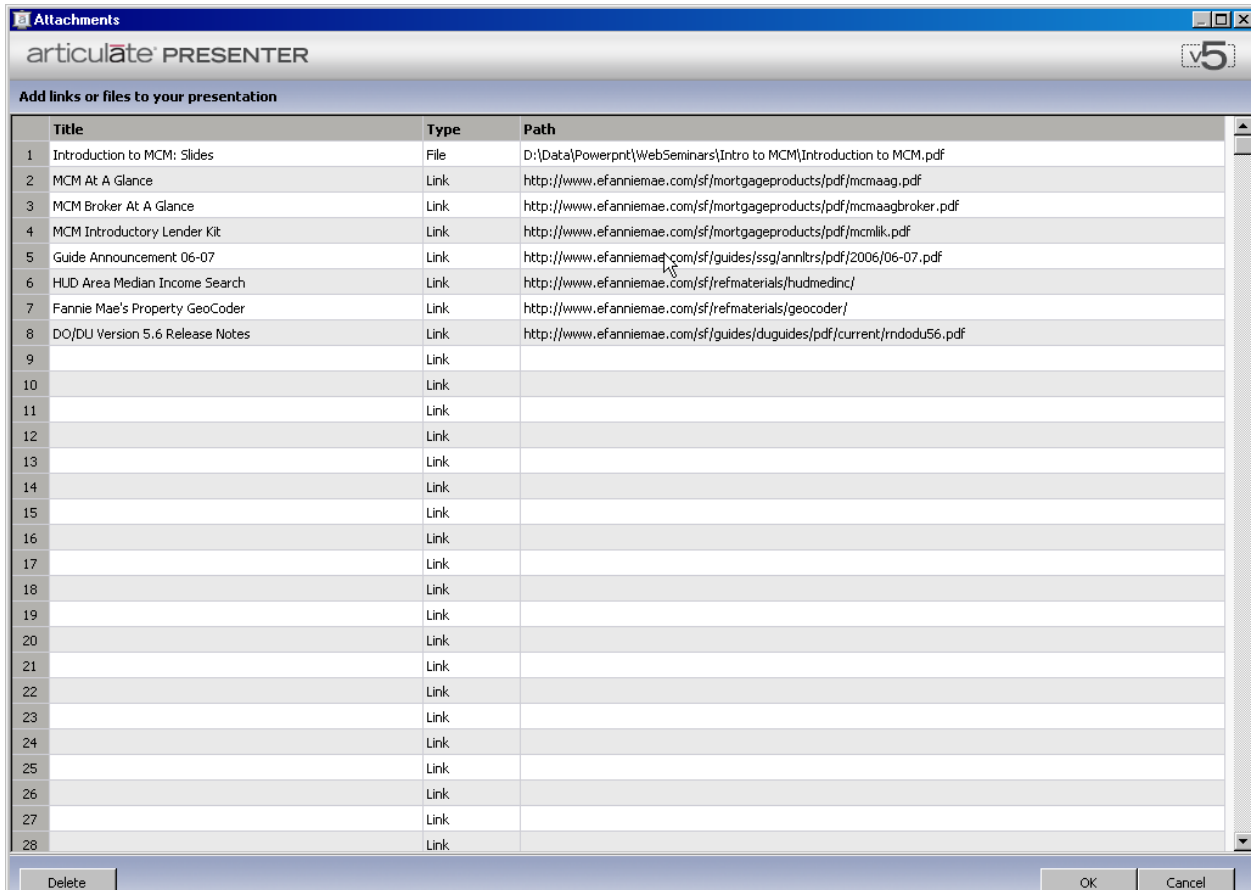 Attachments
articulāte PRESENTER
v5
Add links or files to your presentation
Title Type Path
1 Introduction to MCM: Slides File D:\Data\Powerpnt\WebSeminars\Intro to MCM\Introduction to MCM.pdf
2 MCM At A Glance Link http://www.efanniemae.com/sf/mortgageproducts/pdf/mcmaag.pdf
3 MCM Broker At A Glance Link http://www.efanniemae.com/sf/mortgageproducts/pdf/mcmaagbroker.pdf
4 MCM Introductory Lender Kit Link http://www.efanniemae.com/sf/mortgageproducts/pdf/mcmlik.pdf
5 Guide Announcement 06-07 Link http://www.efanniemae.com/sf/guides/ssg/annltrs/pdf/2006/06-07.pdf
6 HUD Area Median Income Search Link http://www.efanniemae.com/sf/refmaterials/hudmedinc/
7 Fannie Mae's Property GeoCoder Link http://www.efanniemae.com/sf/refmaterials/geocoder/
8 DO/DU Version 5.6 Release Notes Link http://www.efanniemae.com/sf/guides/duguides/pdf/current/rndodu56.pdf
9 Link
10 Link
11 Link
12 Link
13 Link
14 Link
15 Link
16 Link
17 Link
18 Link
19 Link
20 Link
21 Link
22 Link
23 Link
24 Link
25 Link
26 Link
27 Link
28 Link
Delete OK Cancel